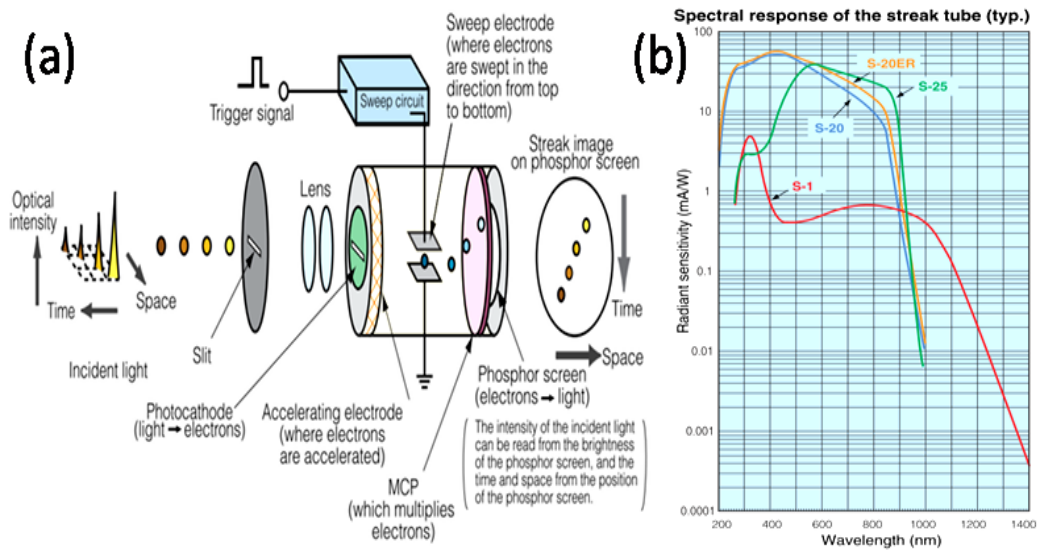 (a)
Sweep electrode
(where electrons
are swept in the
direction from top
to bottom)
Trigger signal
Sweep circuit
Streak image
on phosphor screen
Optical
intensity
Lens
Time
Space
Slit
Time
Space
Incident light
Photocathode
(light → electrons)
Accelerating electrode
(where electrons
are accelerated)
MCP
(which multiplies
electrons)
Phosphor screen
(electrons → light)
The intensity of the incident light
can be read from the brightness
of the phosphor screen, and the
time and space from the position
of the phosphor screen.
(b)
Spectral response of the streak tube (typ.)
100
10
1
0.1
0.01
0.001
0.0001
Radiant sensitivity (mA/W)
S-20ER
S-25
S-20
S-1
200 400 600 800 1000 1200 1400
Wavelength (nm)